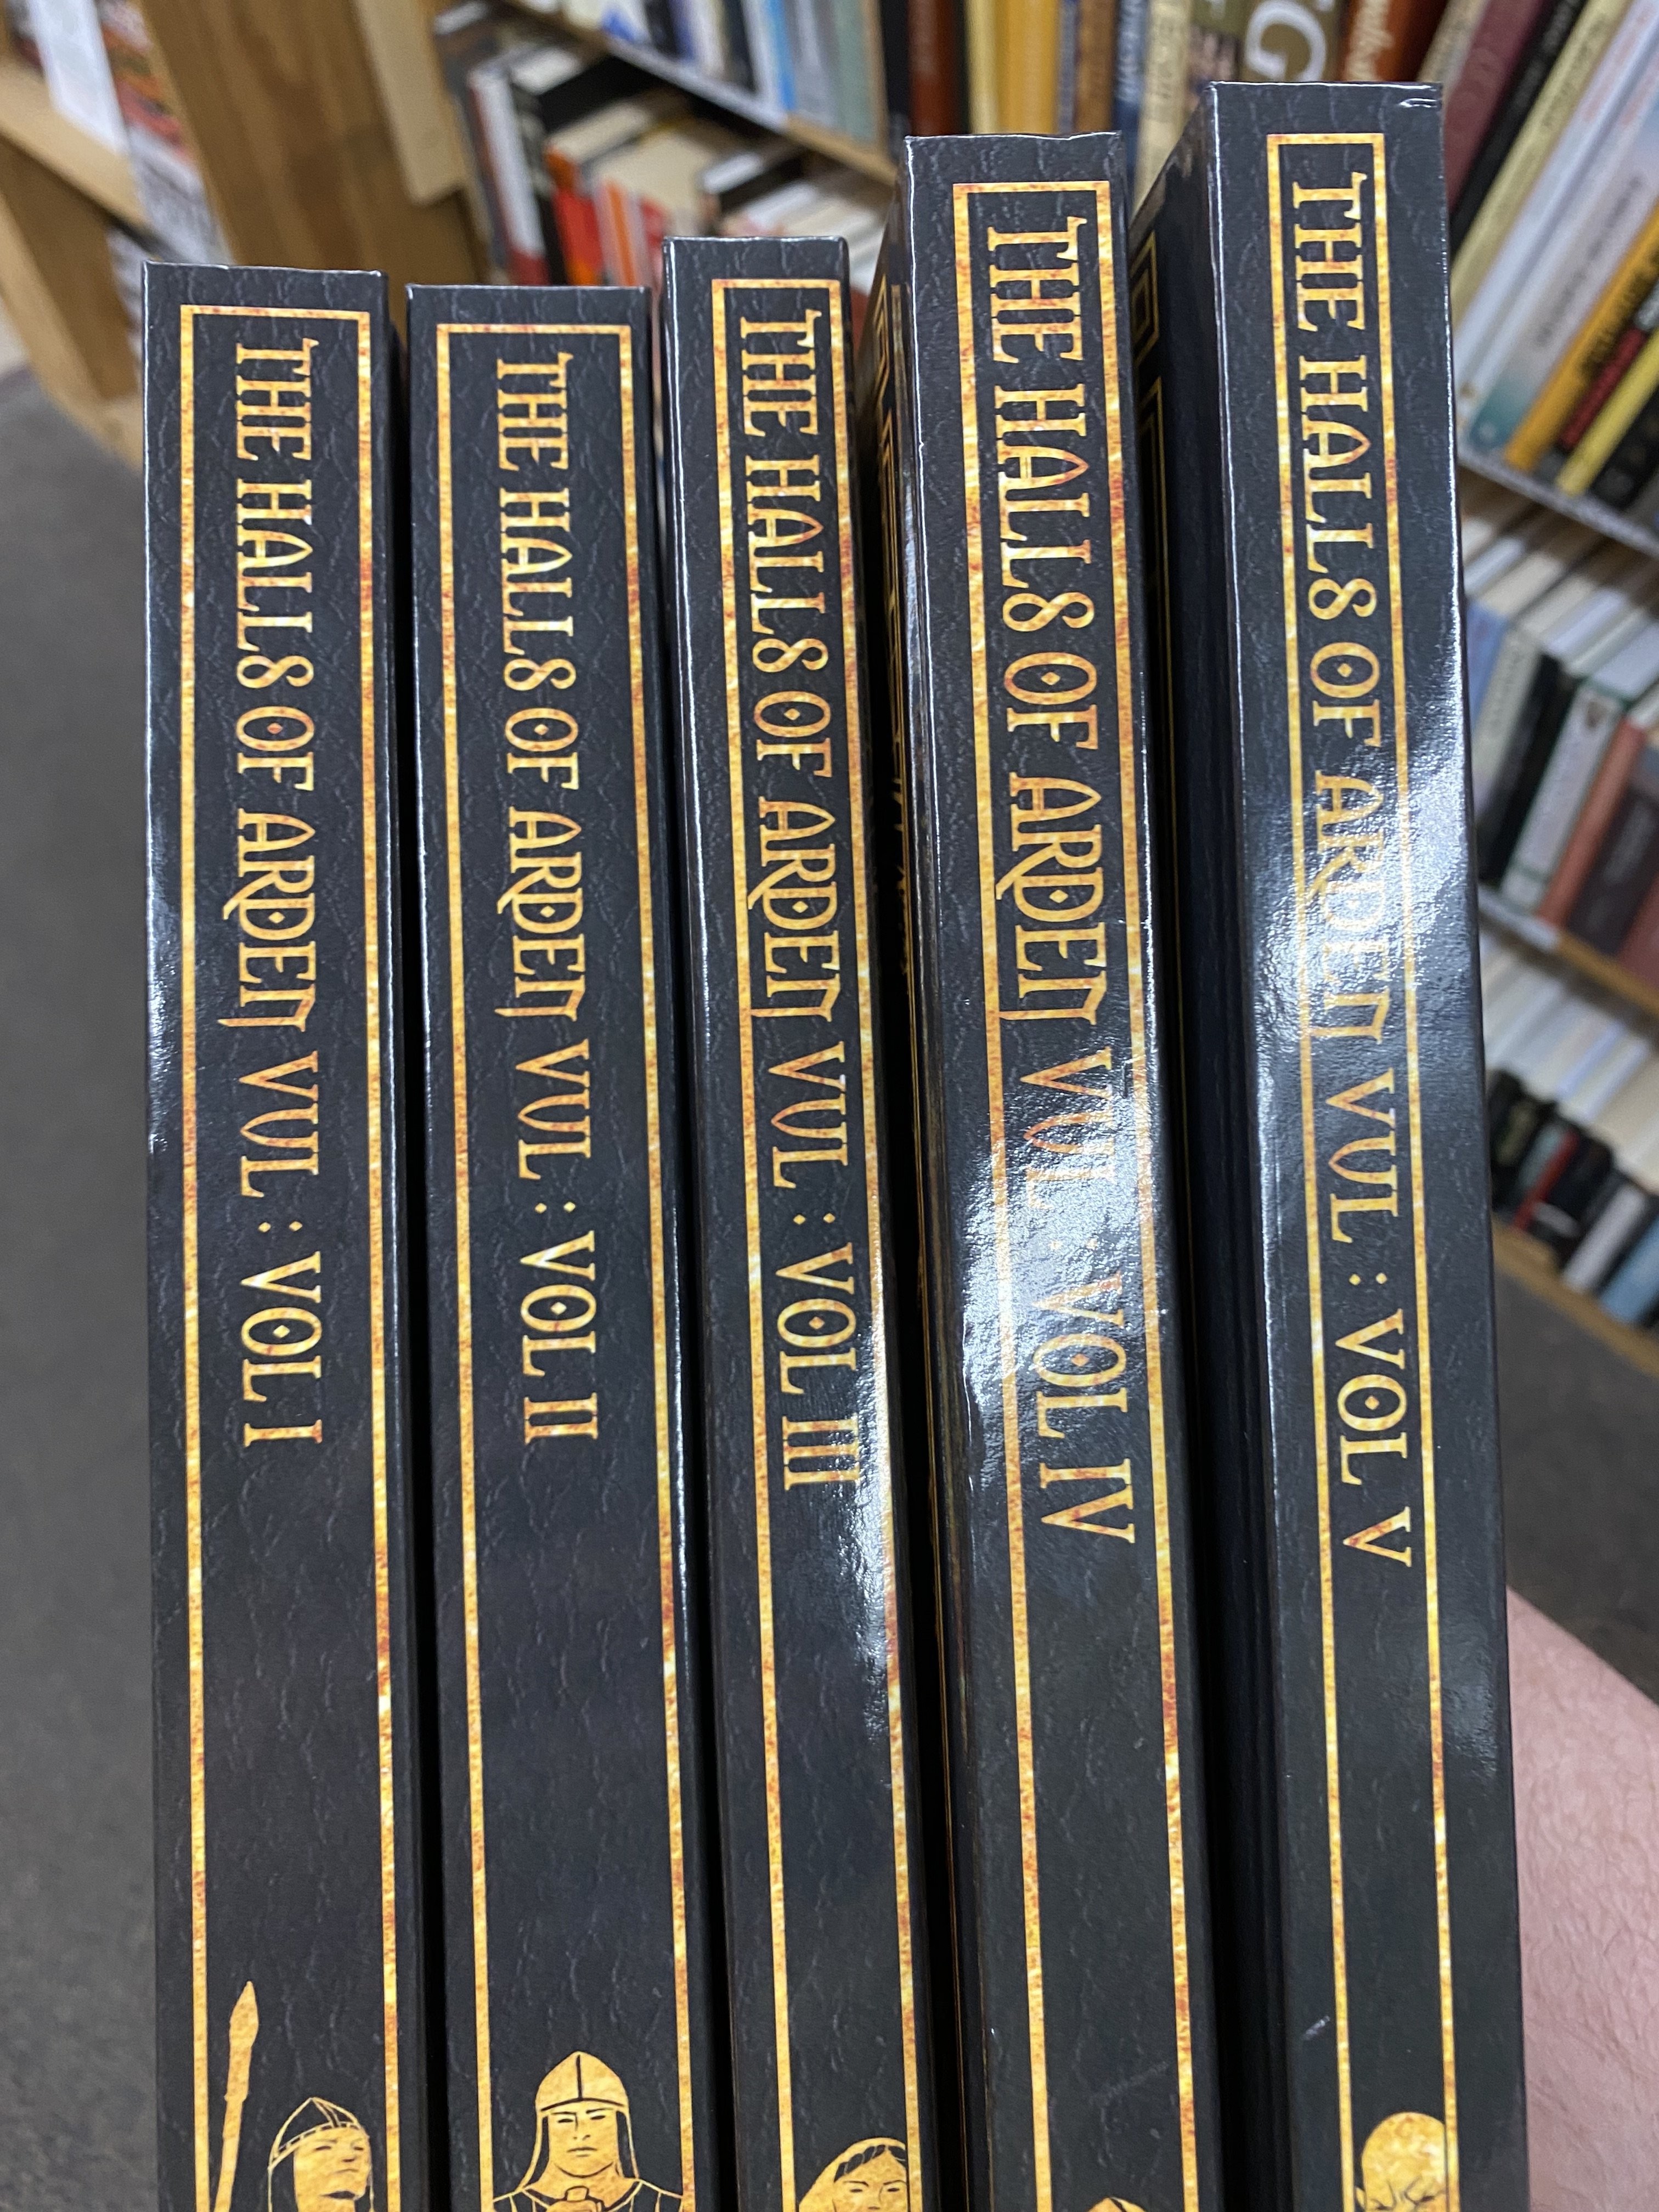 THE HALLS OF ARDEN VUL : VOL I
THE HALLS OF ARDEN VUL : VOL II
THE HALLS OF ARDEN VUL : VOL III
THE HALLS OF ARDEN VUL : VOL IV
THE HALLS OF ARDEN VUL : VOL V